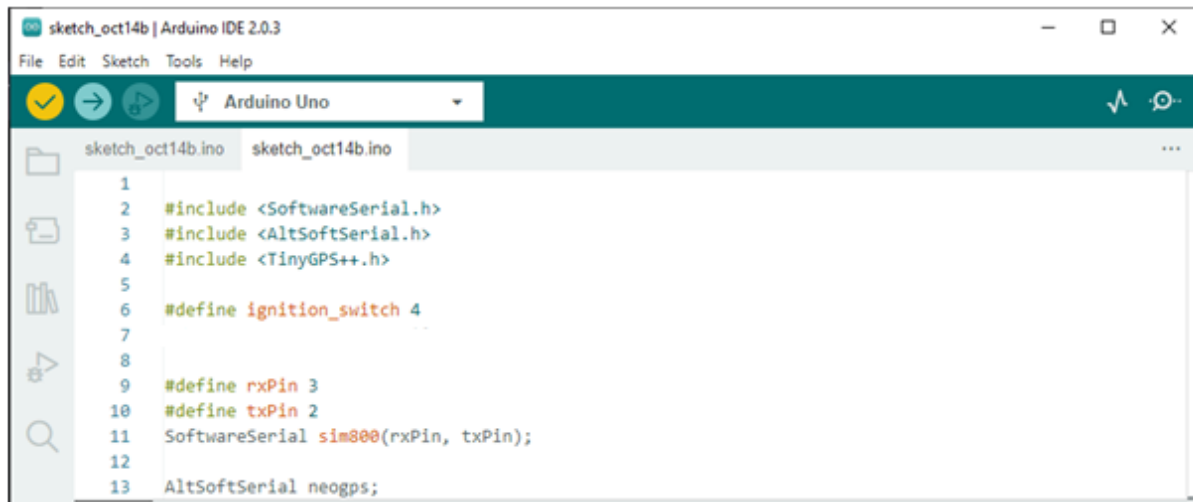 sketch_oct14b | Arduino IDE 2.0.3
File Edit Sketch Tools Help
Arduino Uno
sketch_oct14b.ino sketch_oct14b.ino ...
1
2 #include <SoftwareSerial.h>
3 #include <AltSoftSerial.h>
4 #include <TinyGPS++.h>
5
6 #define ignition_switch 4
7
8
9 #define rxPin 3
10 #define txPin 2
11 SoftwareSerial sim800(rxPin, txPin);
12
13 AltSoftSerial neogps;